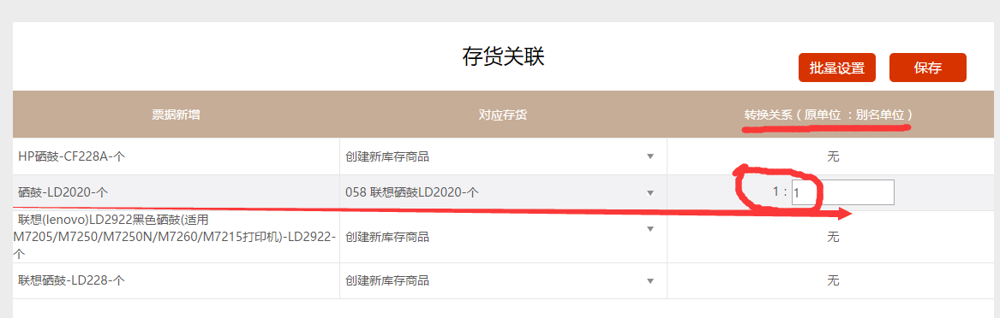 存货关联
批量设置
保存
票据新增
对应存货
转换关系（原单位 ：别名单位）
HP硒鼓-CF228A-个
创建新库存商品
无
硒鼓-LD2020-个
058 联想硒鼓LD2020-个
1 : 1
联想(lenovo)LD2922黑色硒鼓(适用
M7205/M7250/M7250N/M7260/M7215打印机)-LD2922-
个
创建新库存商品
无
联想硒鼓-LD228-个
创建新库存商品
无